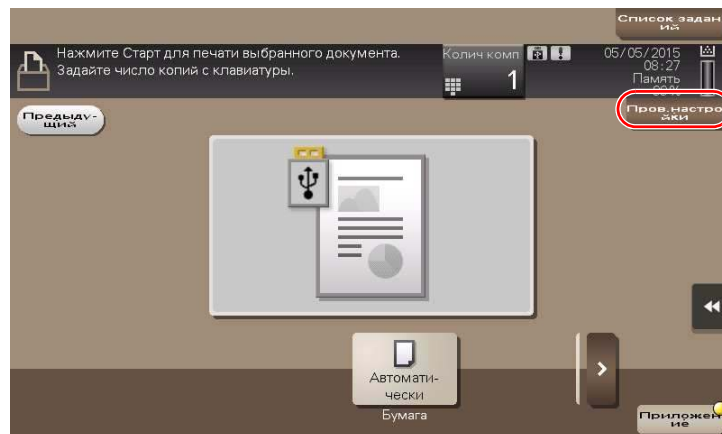 Список задан
ий
Нажмите Старт для печати выбранного документа.
Задайте число копий с клавиатуры.
Колич комп
1
05/05/2015
08:27
Память
Предыду-
щий
Пров.настро
йки
Автомати-
чески
Бумага
Приложен
ие